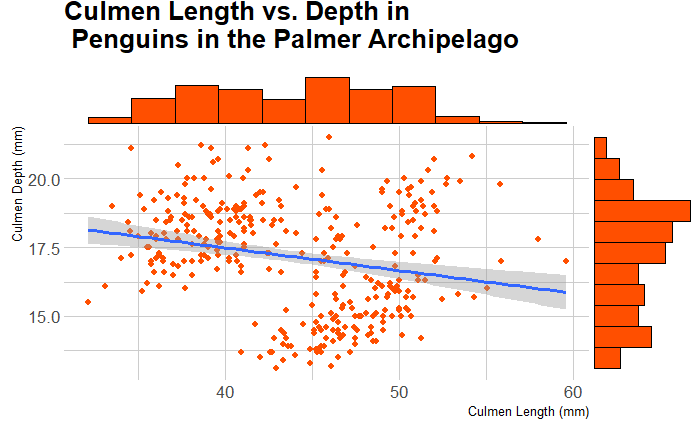 Culmen Length vs. Depth in
Penguins in the Palmer Archipelago
Culmen Depth (mm)
20.0
17.5
15.0
40
50
60
Culmen Length (mm)